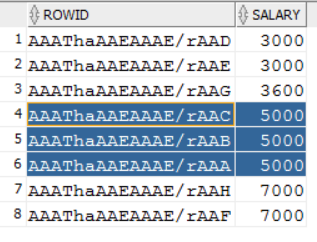 ROWID SALARY
1 AAAThaAAEAAAE/rAAD 3000
2 AAAThaAAEAAAE/rAAE 3000
3 AAAThaAAEAAAE/rAAG 3600
4 AAAThaAAEAAAE/rAAC 5000
5 AAAThaAAEAAAE/rAAB 5000
6 AAAThaAAEAAAE/rAAA 5000
7 AAAThaAAEAAAE/rAAH 7000
8 AAAThaAAEAAAE/rAAF 7000